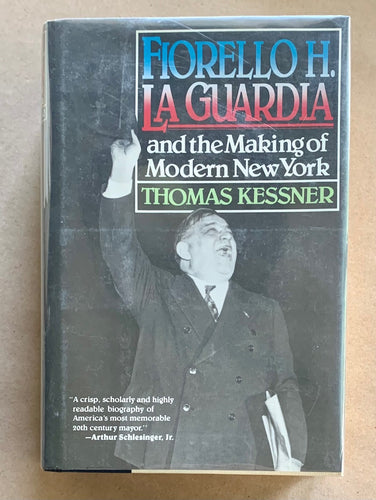 FIORELLO H.
LA GUARDIA
and the Making of
Modern New York
THOMAS KESSNER
"A crisp, scholarly and highly
readable biography of
America's most memorable
20th century mayor."
—Arthur Schlesinger, Jr.